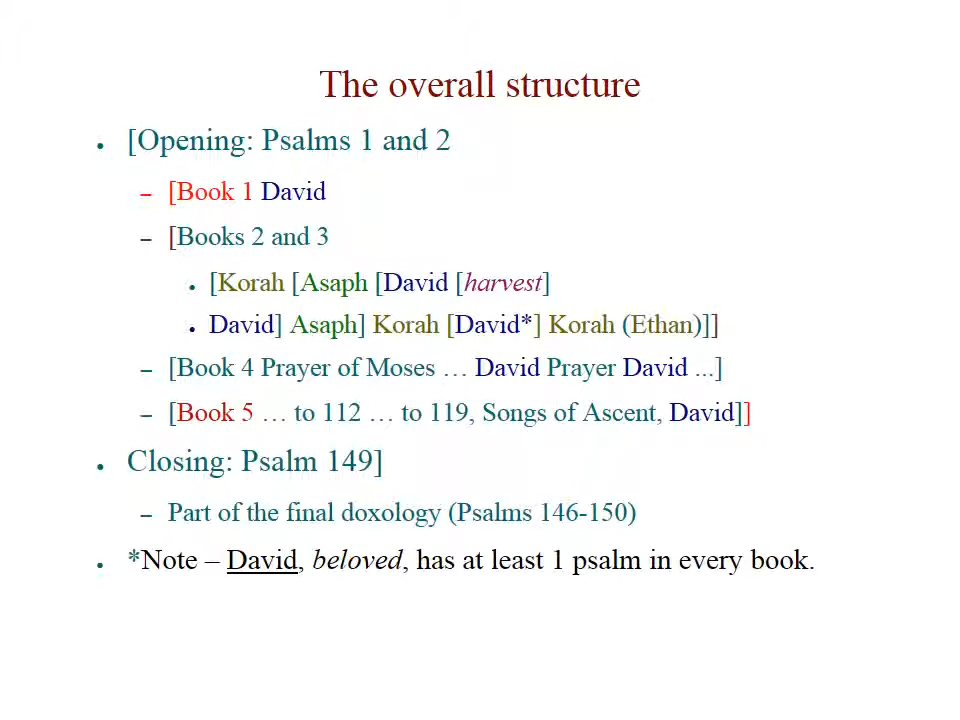 The overall structure
• [Opening: Psalms 1 and 2
– [Book 1 David
– [Books 2 and 3
• [Korah [Asaph [David [harvest]
• David] Asaph] Korah [David*] Korah (Ethan)]]
– [Book 4 Prayer of Moses … David Prayer David ...]
– [Book 5 … to 112 … to 119, Songs of Ascent, David]]
• Closing: Psalm 149]
– Part of the final doxology (Psalms 146-150)
• *Note – David, beloved, has at least 1 psalm in every book.